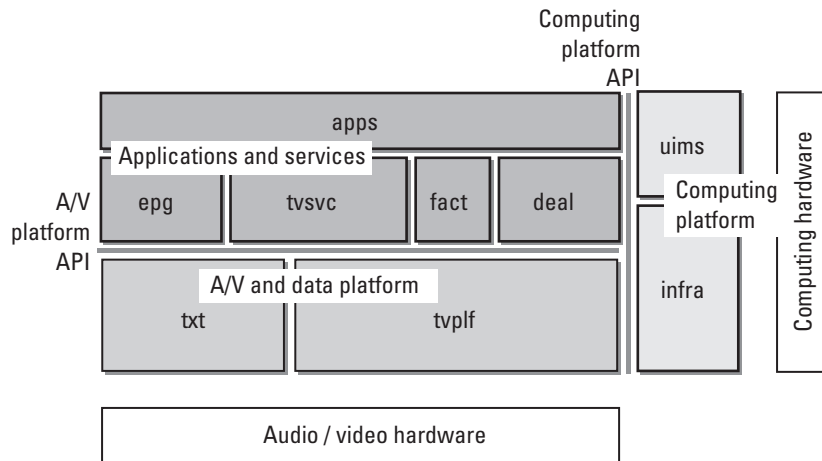 Computing
platform
API
apps
uims
Applications and services
A/V
platform
API
epg
tvsvc
fact
deal
Computing
platform
Computing hardware
A/V and data platform
txt
tvplf
infra
Audio / video hardware